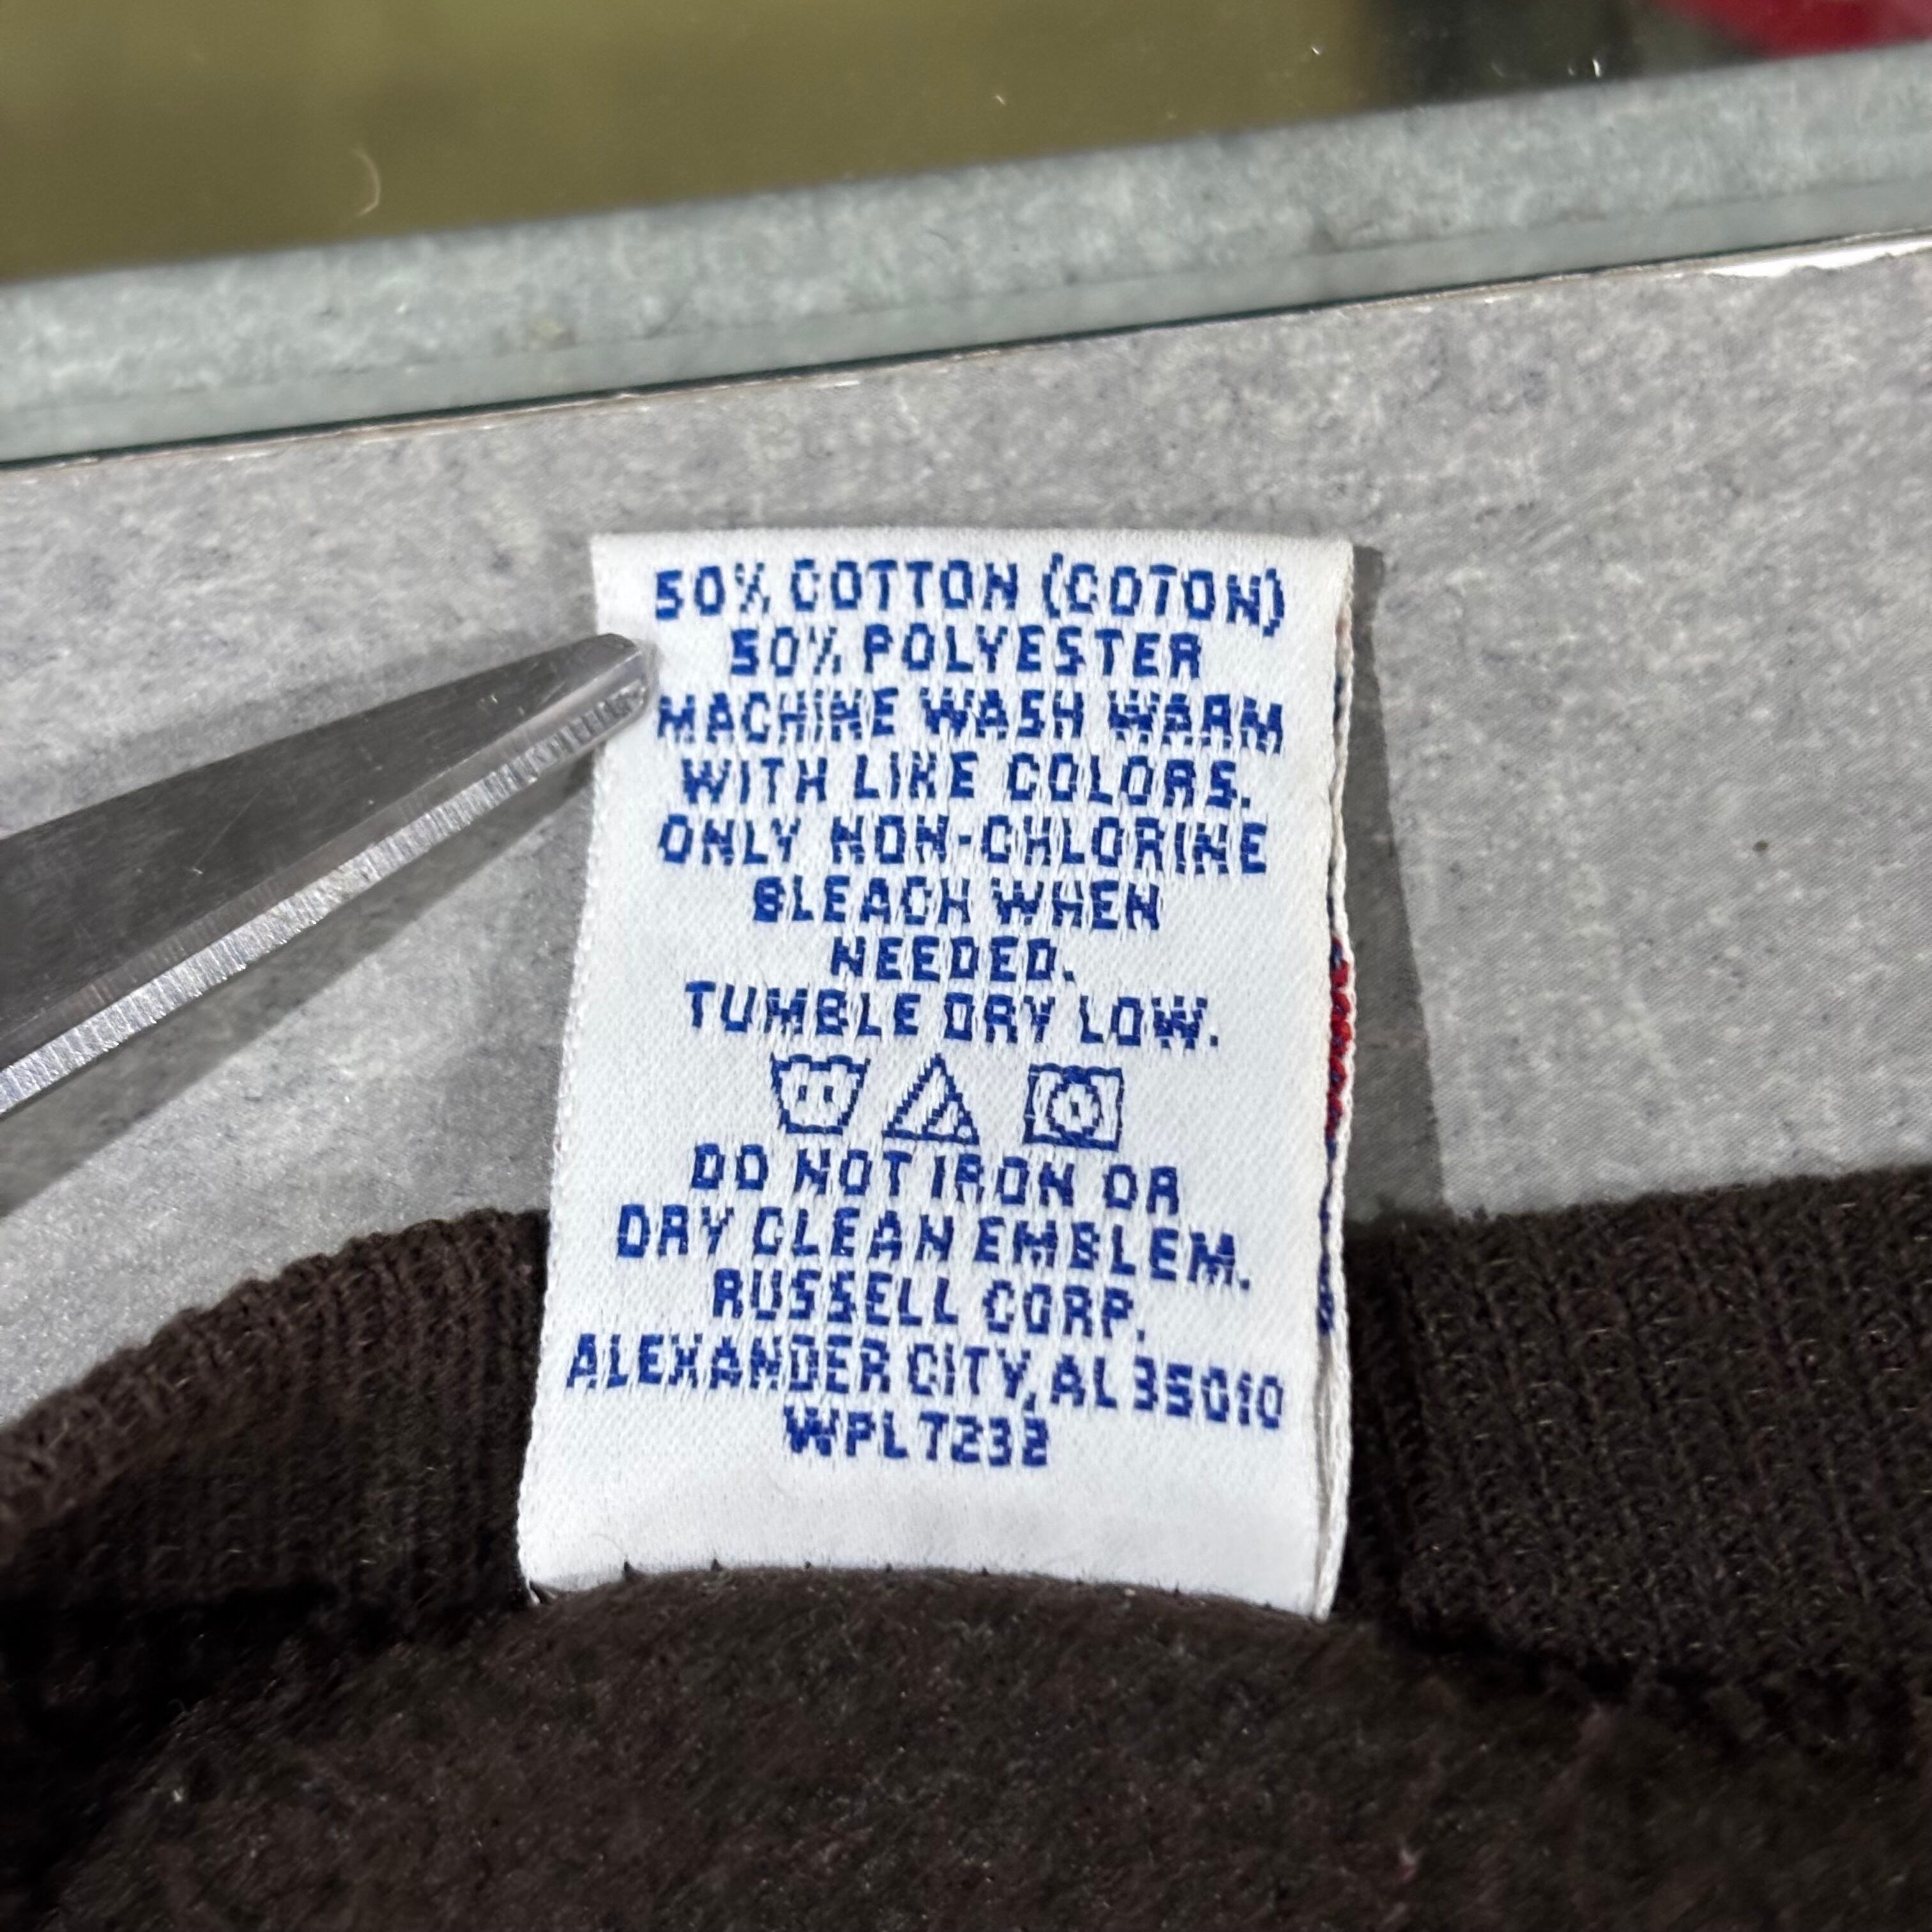 50% COTTON (COTON)
50% POLYESTER
MACHINE WASH WARM
WITH LIKE COLORS.
ONLY NON-CHLORINE
BLEACH WHEN
NEEDED.
TUMBLE DRY LOW.
DO NOT IRON OR
DRY CLEAN EMBLEM.
RUSSELL CORP.
ALEXANDER CITY, AL 35010
WPL 7232